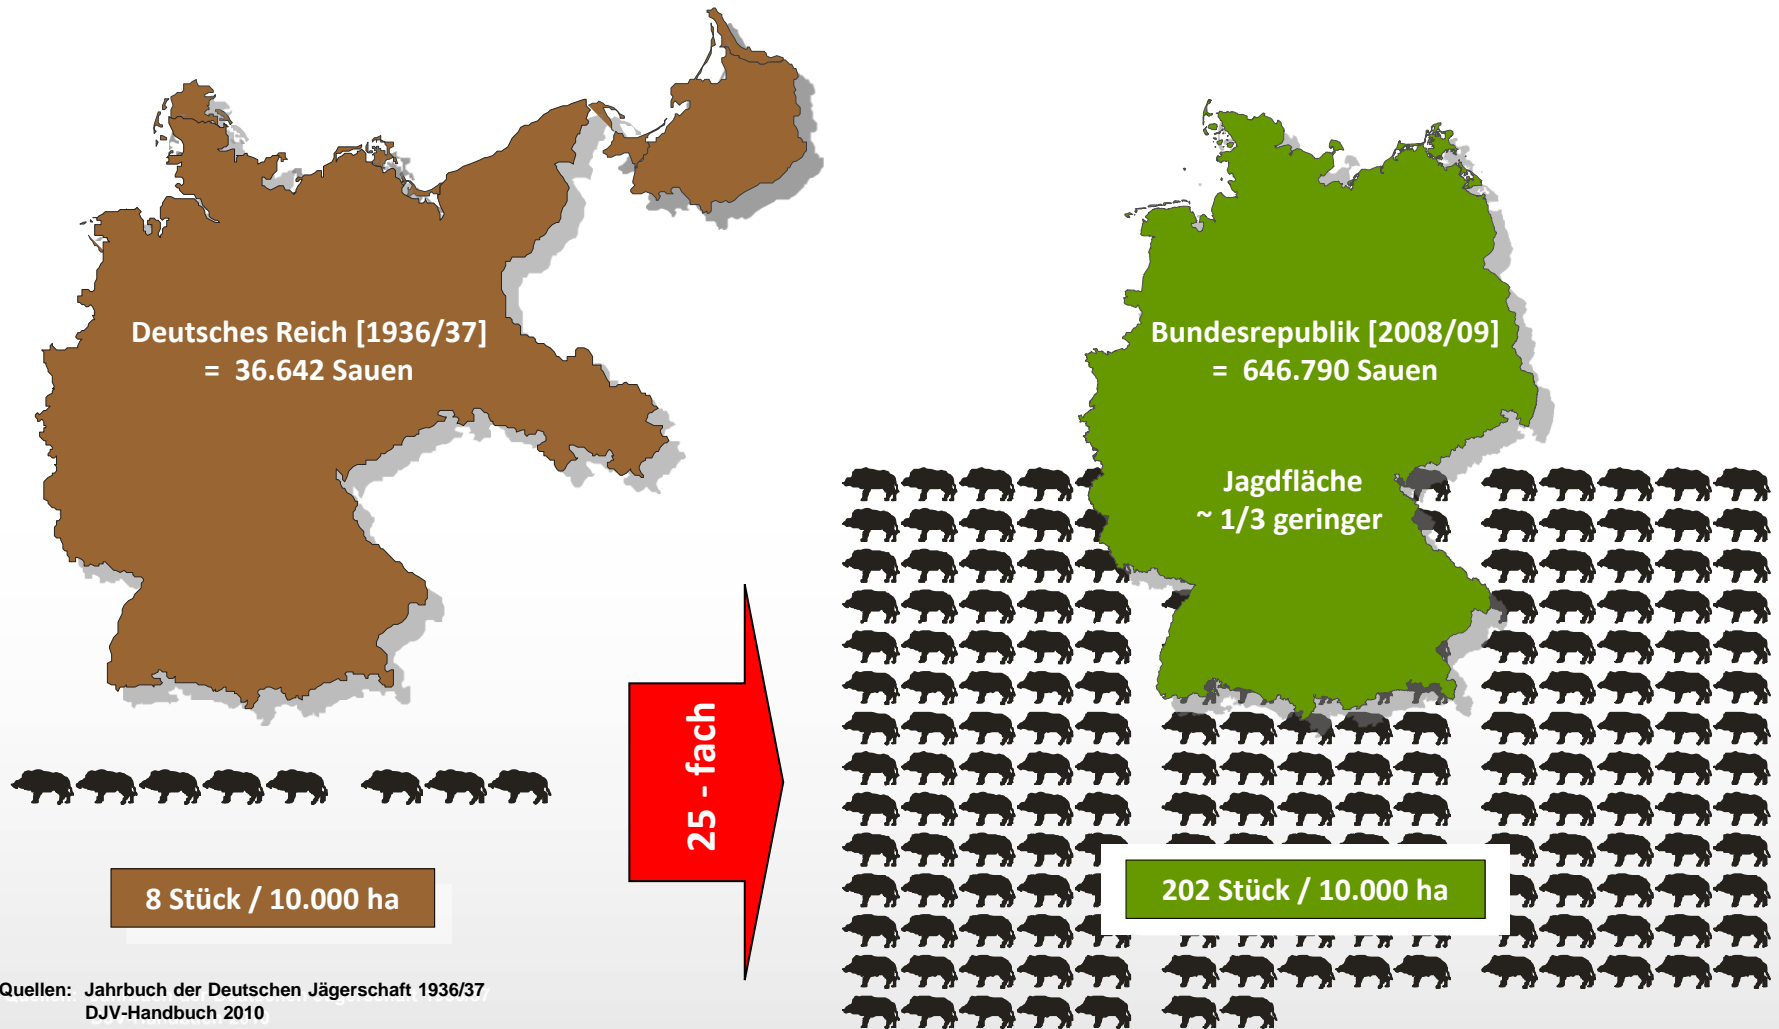 Deutsches Reich [1936/37]
= 36.642 Sauen
Bundesrepublik [2008/09]
= 646.790 Sauen
Jagdfläche
~ 1/3 geringer
25 - fach
8 Stück / 10.000 ha
202 Stück / 10.000 ha
Quellen: Jahrbuch der Deutschen Jägerschaft 1936/37
DJV-Handbuch 2010